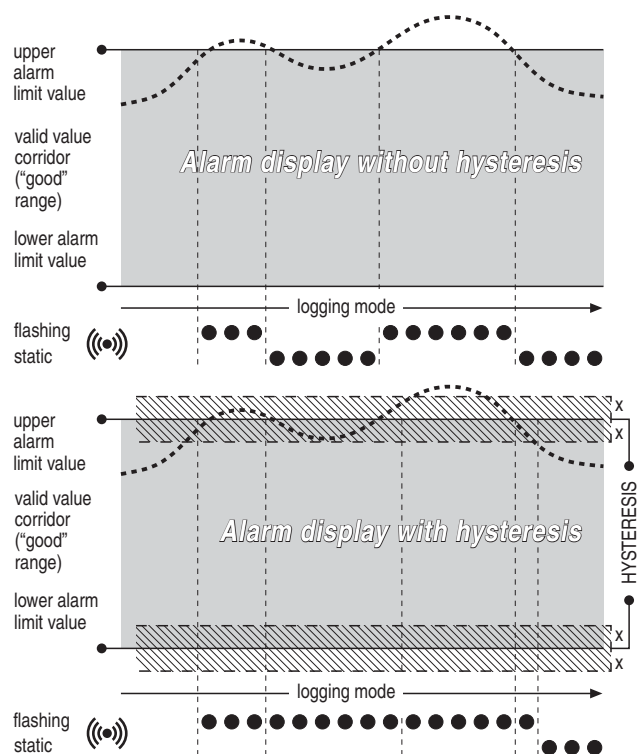 upper
alarm
limit value
valid value
corridor
("good"
range)
Alarm display without hysteresis
lower alarm
limit value
logging mode
flashing
static
x
upper
alarm
limit value
x
valid value
corridor
("good"
range)
Alarm display with hysteresis
HYSTERESIS
lower alarm
limit value
x
x
logging mode
flashing
static